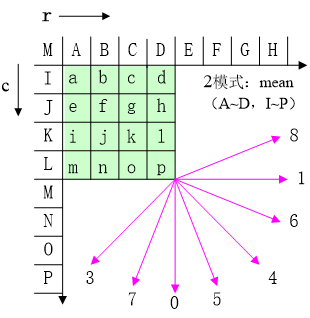 r
M A B C D E F G H
c
I a b c d
2模式: mean
(A~D, I~P)
J e f g h
K i j k l
L m n o p
M
N
O
P
8
1
6
3
7
0
5
4